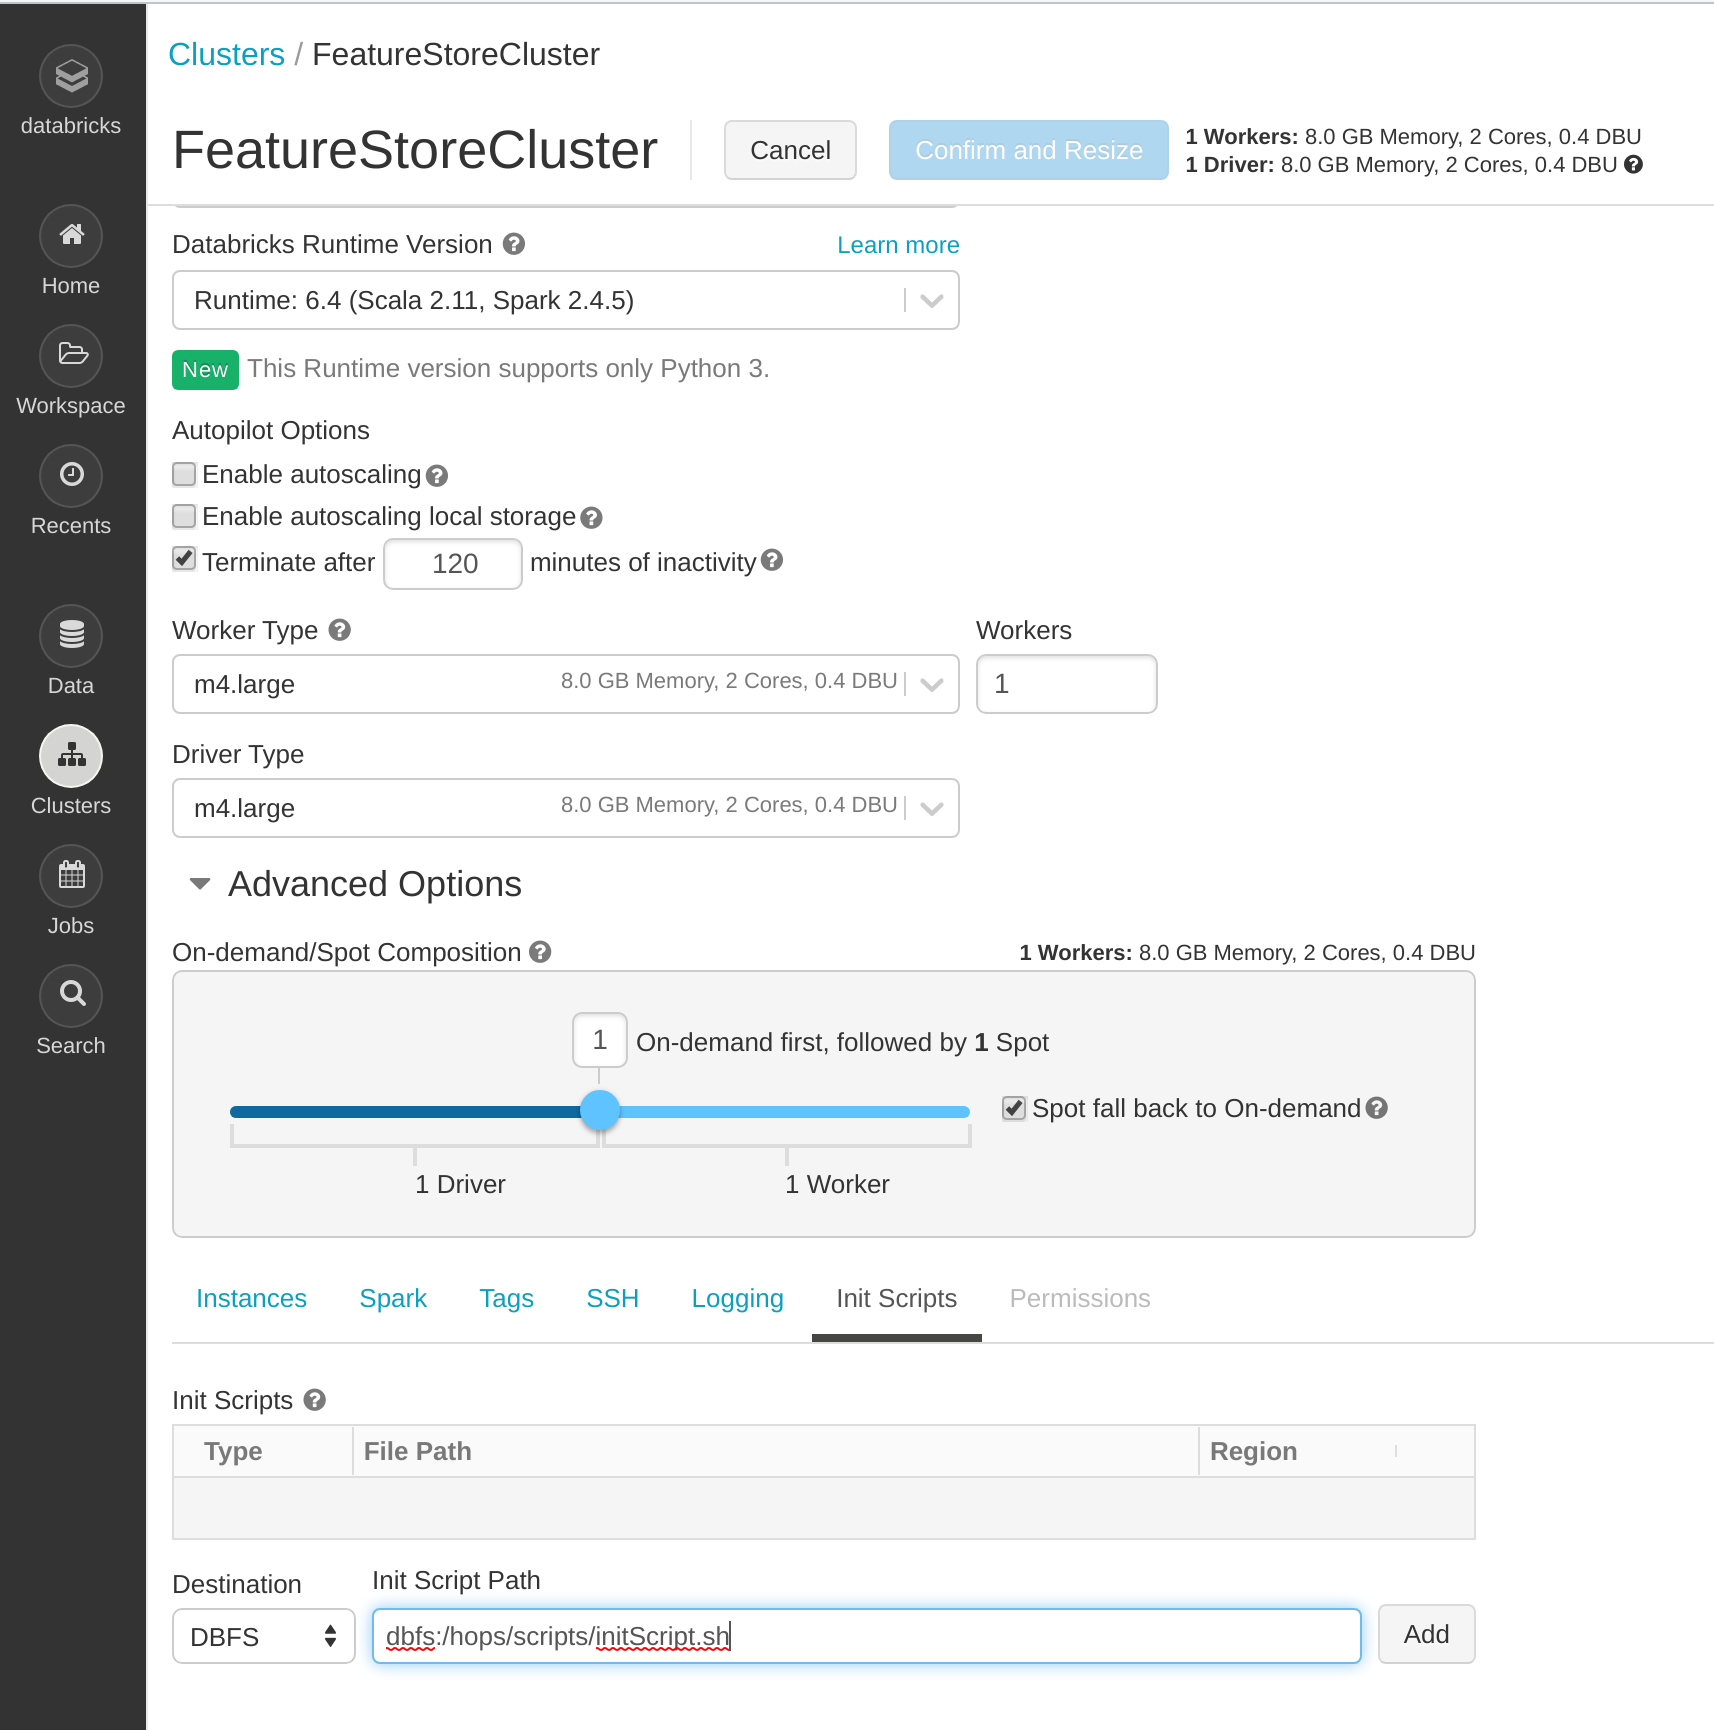 databricks
Home
Workspace
Recents
Data
Clusters
Jobs
Search
Clusters / FeatureStoreCluster
FeatureStoreCluster
Cancel
Confirm and Resize
1 Workers: 8.0 GB Memory, 2 Cores, 0.4 DBU
1 Driver: 8.0 GB Memory, 2 Cores, 0.4 DBU ?
Databricks Runtime Version ? Learn more
Runtime: 6.4 (Scala 2.11, Spark 2.4.5)
New This Runtime version supports only Python 3.
Autopilot Options
Enable autoscaling ?
Enable autoscaling local storage ?
Terminate after 120 minutes of inactivity ?
Worker Type ? Workers
m4.large 8.0 GB Memory, 2 Cores, 0.4 DBU 1
Driver Type
m4.large 8.0 GB Memory, 2 Cores, 0.4 DBU
Advanced Options
On-demand/Spot Composition ? 1 Workers: 8.0 GB Memory, 2 Cores, 0.4 DBU
1 On-demand first, followed by 1 Spot
Spot fall back to On-demand ?
1 Driver 1 Worker
Instances Spark Tags SSH Logging Init Scripts Permissions
Init Scripts ?
Type File Path Region
Destination Init Script Path
DBFS dbfs:/hops/scripts/initScript.sh Add